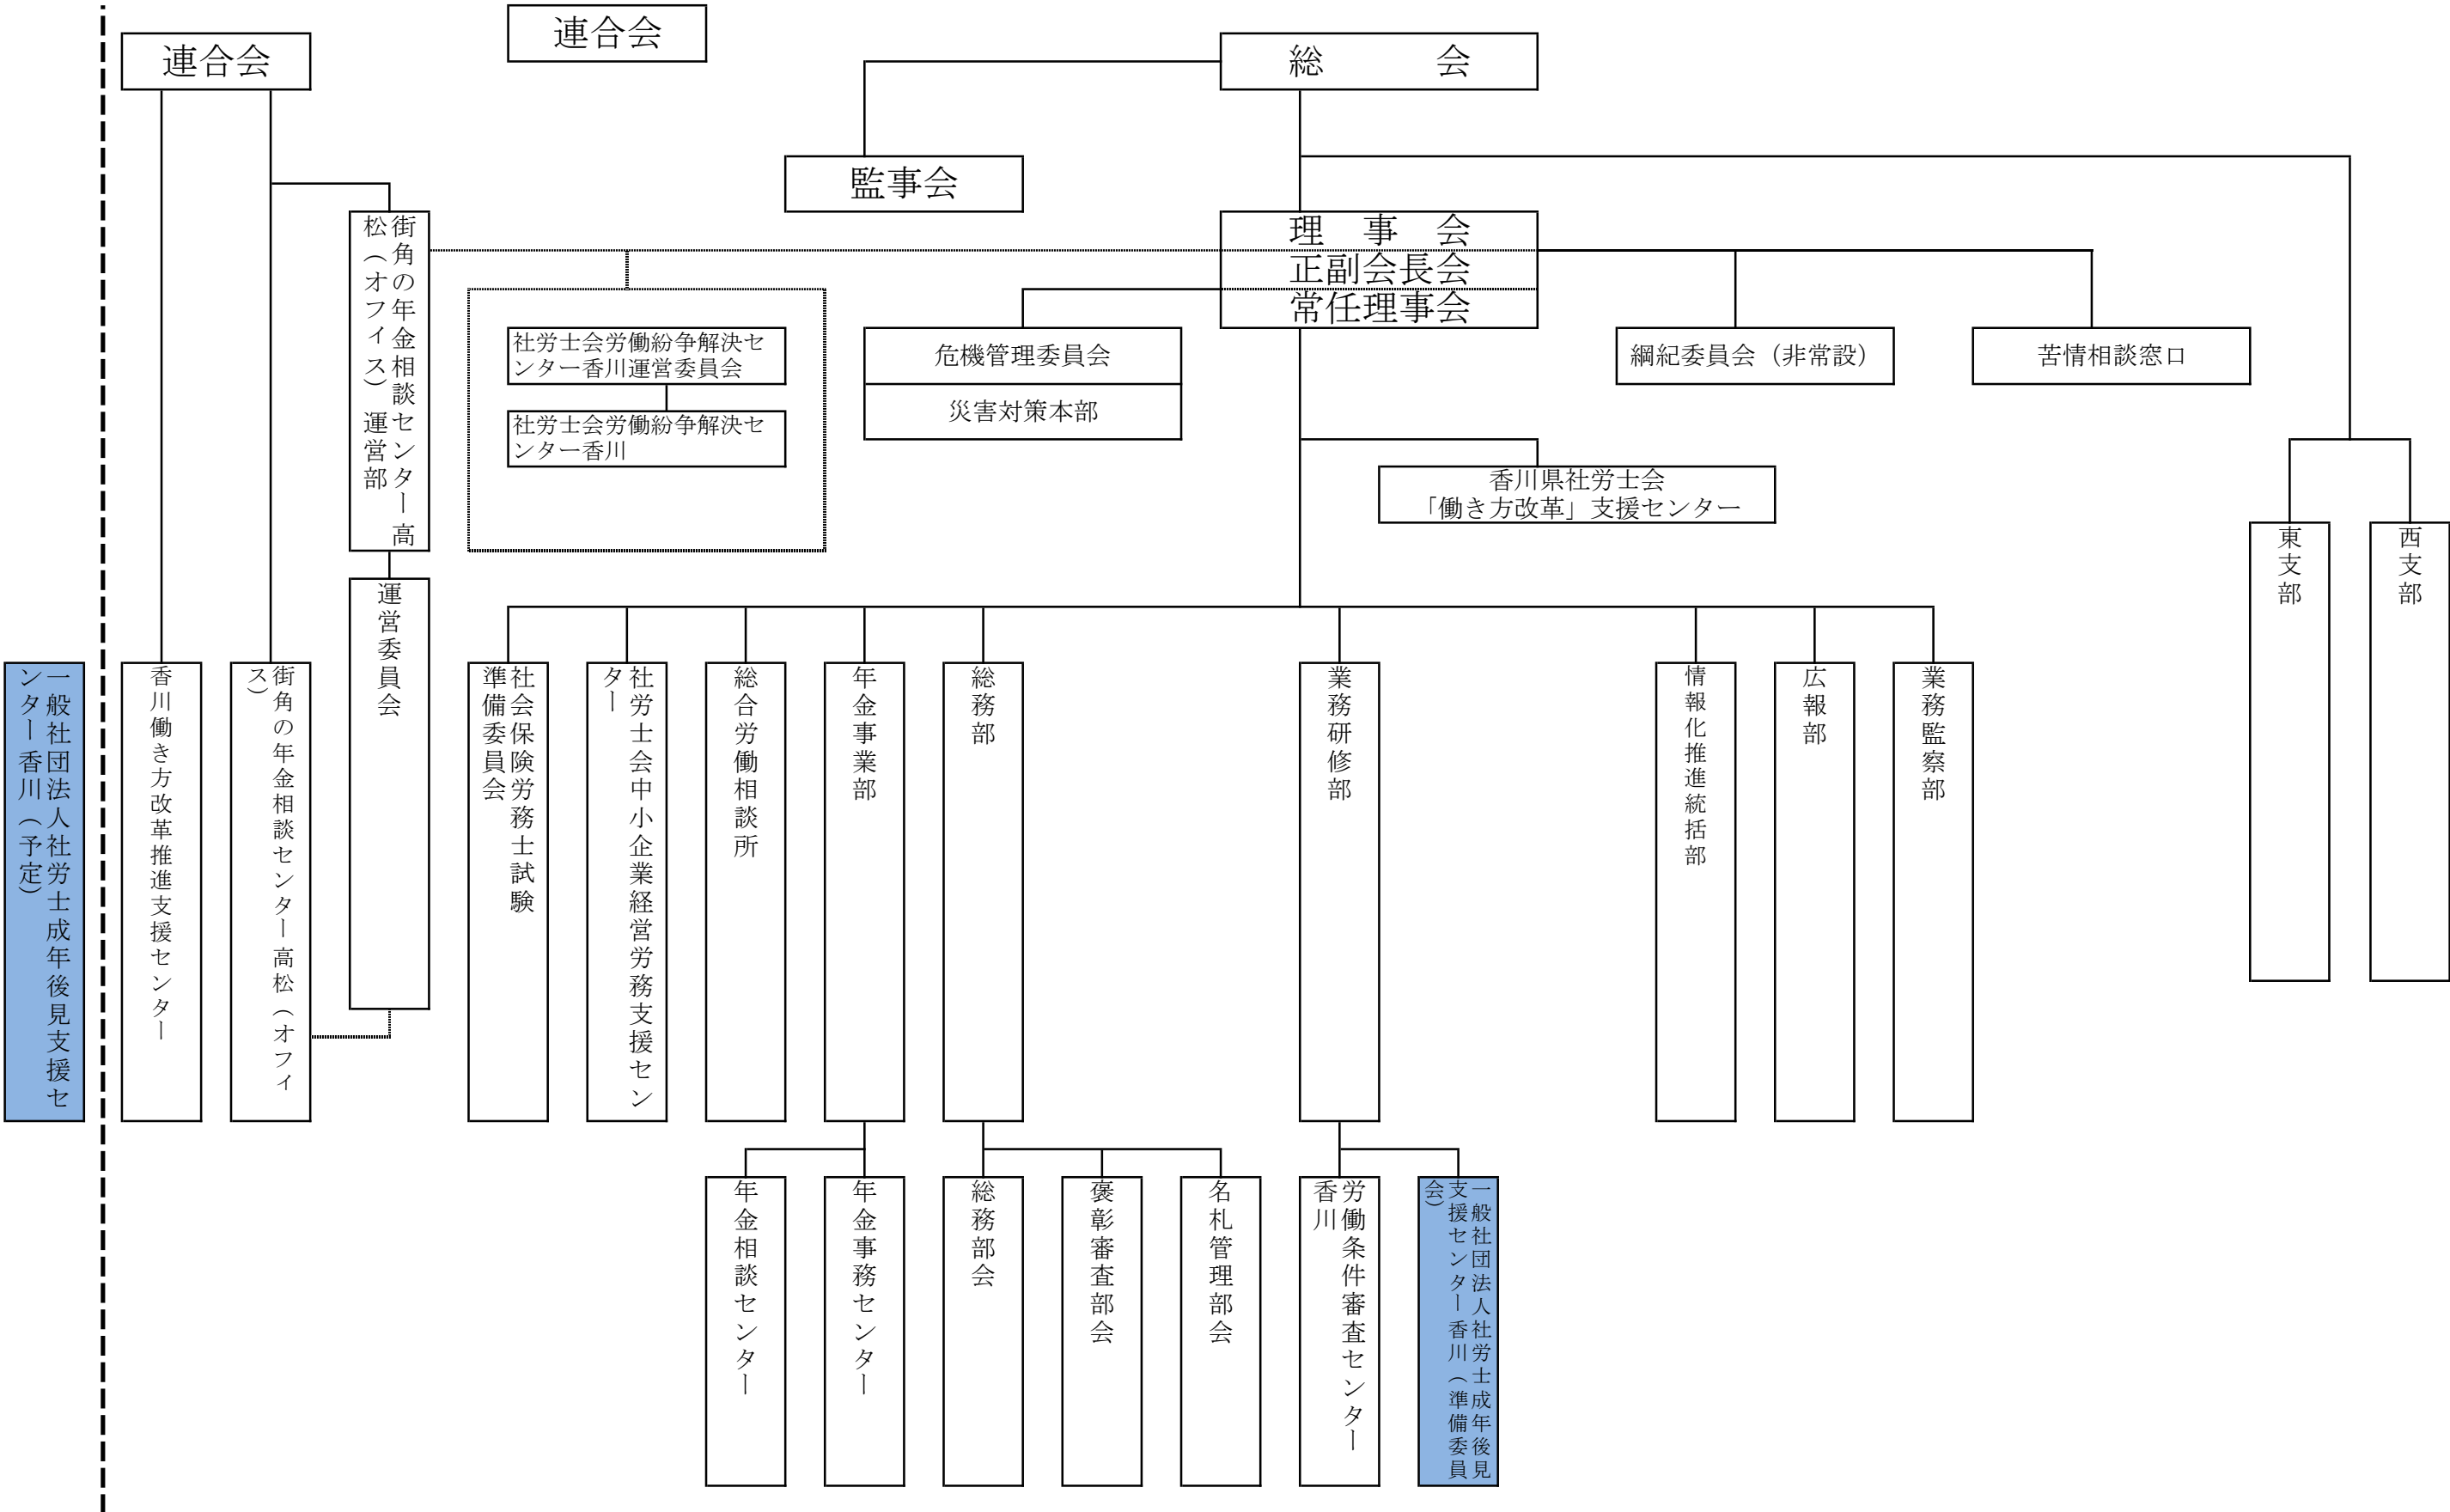 連合会
連合会
総　会
監事会
理　事　会
正副会長会
常任理事会
街角の年金相談センター高
松（オフィス）運営部
社労士会労働紛争解決セ
ンター香川運営委員会
社労士会労働紛争解決セ
ンター香川
危機管理委員会
災害対策本部
綱紀委員会（非常設）
苦情相談窓口
香川県社労士会
「働き方改革」支援センター
東支部
西支部
運営委員会
一般社団法人社労士成年後見支援セ
ンター香川（予定）
香川働き方改革推進支援センター
街角の年金相談センター高松（オフィ
ス）
社会保険労務士試験
準備委員会
社労士会中小企業経営労務支援セン
ター
総合労働相談所
年金事業部
総務部
業務研修部
情報化推進統括部
広報部
業務監察部
年金相談センター
年金事務センター
総務部会
褒彰審査部会
名札管理部会
労働条件審査センター
香川
一般社団法人社労士成年後見
支援センター香川（準備委員
会）